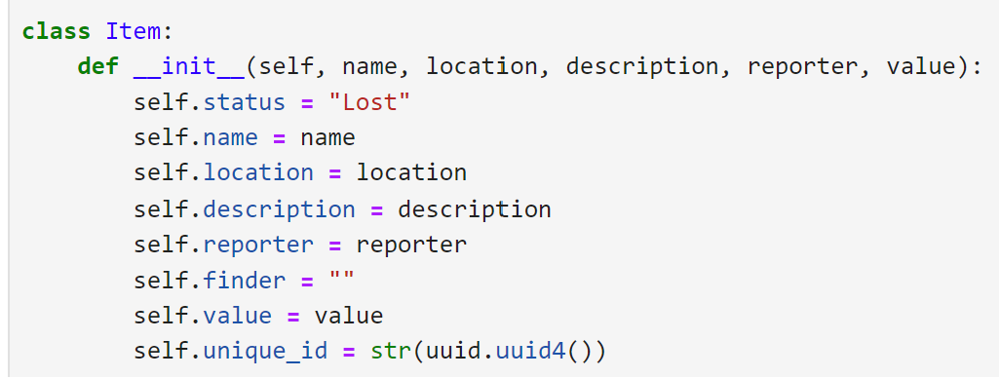 class Item:
    def __init__(self, name, location, description, reporter, value):
        self.status = "Lost"
        self.name = name
        self.location = location
        self.description = description
        self.reporter = reporter
        self.finder = ""
        self.value = value
        self.unique_id = str(uuid.uuid4())